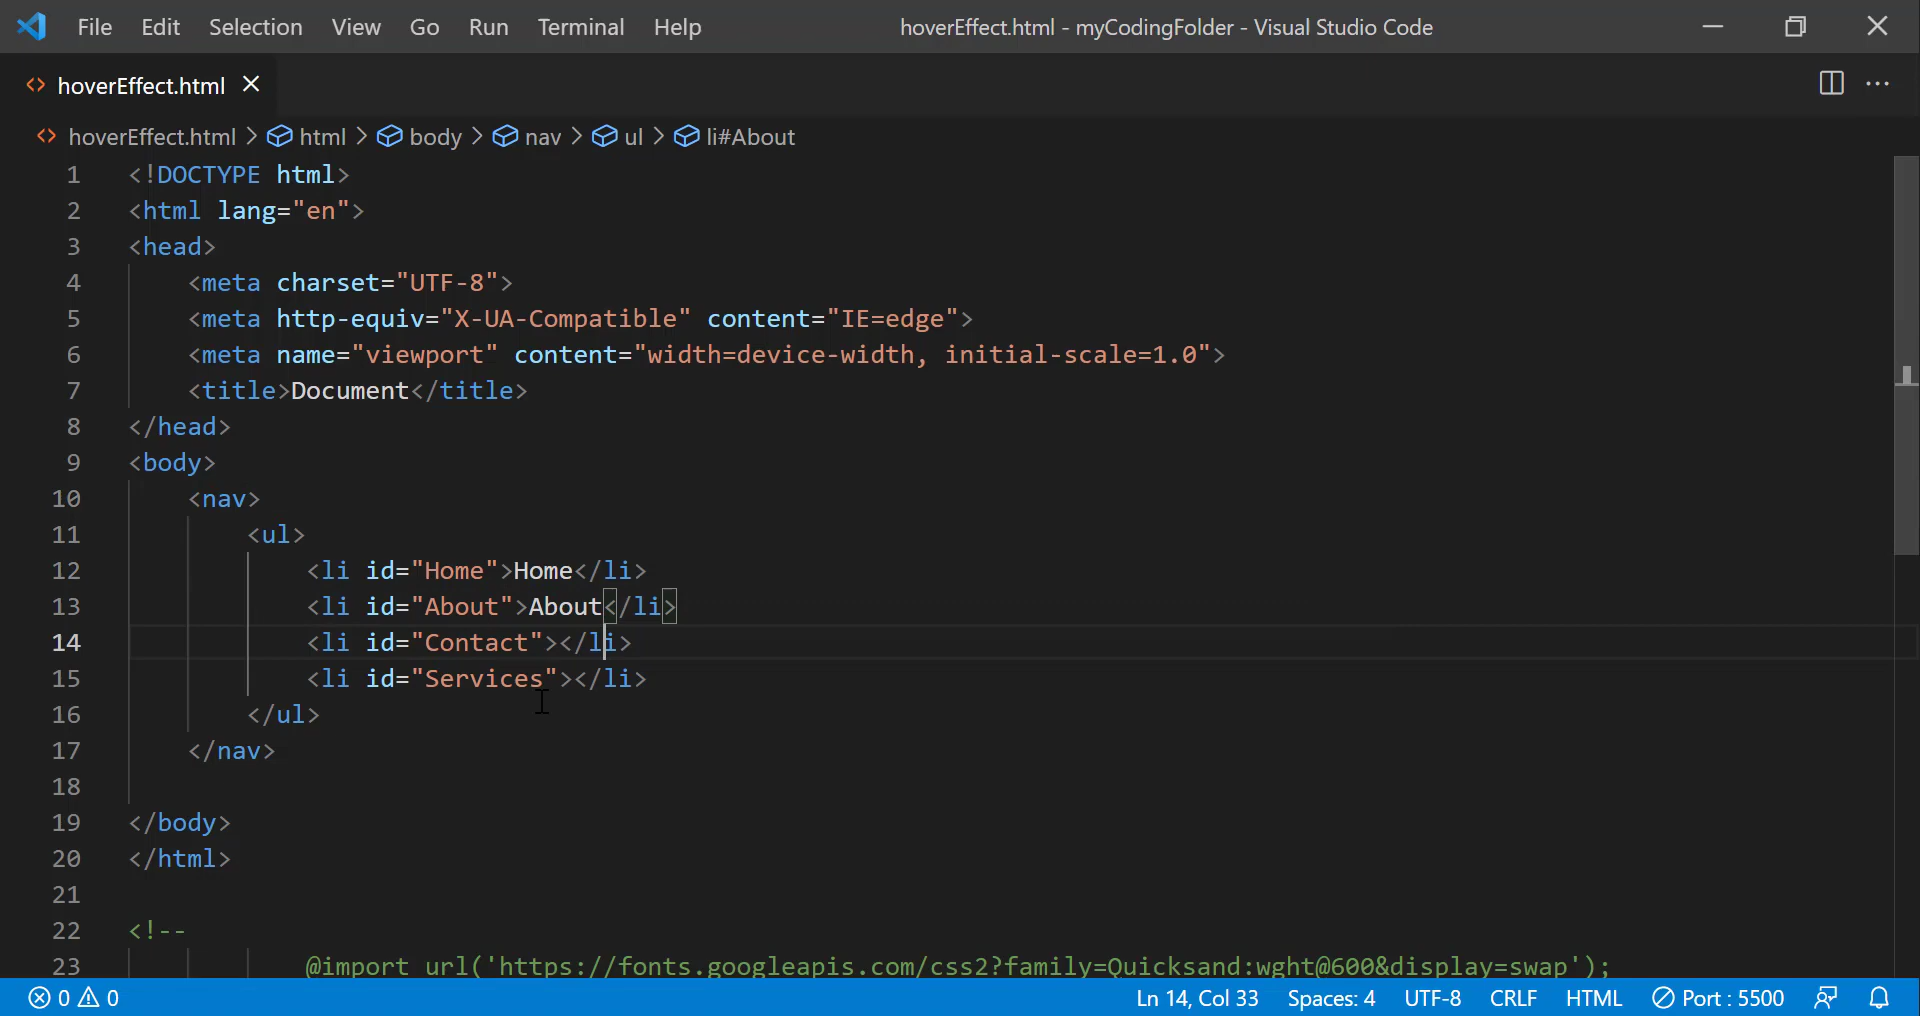 File Edit Selection View Go Run Terminal Help hoverEffect.html - myCodingFolder - Visual Studio Code
hoverEffect.html
hoverEffect.html > html > body > nav > ul > li#About
1 <!DOCTYPE html>
2 <html lang="en">
3 <head>
4 <meta charset="UTF-8">
5 <meta http-equiv="X-UA-Compatible" content="IE=edge">
6 <meta name="viewport" content="width=device-width, initial-scale=1.0">
7 <title>Document</title>
8 </head>
9 <body>
10 <nav>
11 <ul>
12 <li id="Home">Home</li>
13 <li id="About">About</li>
14 <li id="Contact"></li>
15 <li id="Services"></li>
16 </ul>
17 </nav>
18
19 </body>
20 </html>
21
22 <!--
23 @import url('https://fonts.googleapis.com/css2?family=Quicksand:wght@600&display=swap');
0 0 Ln 14, Col 33 Spaces: 4 UTF-8 CRLF HTML Port : 5500